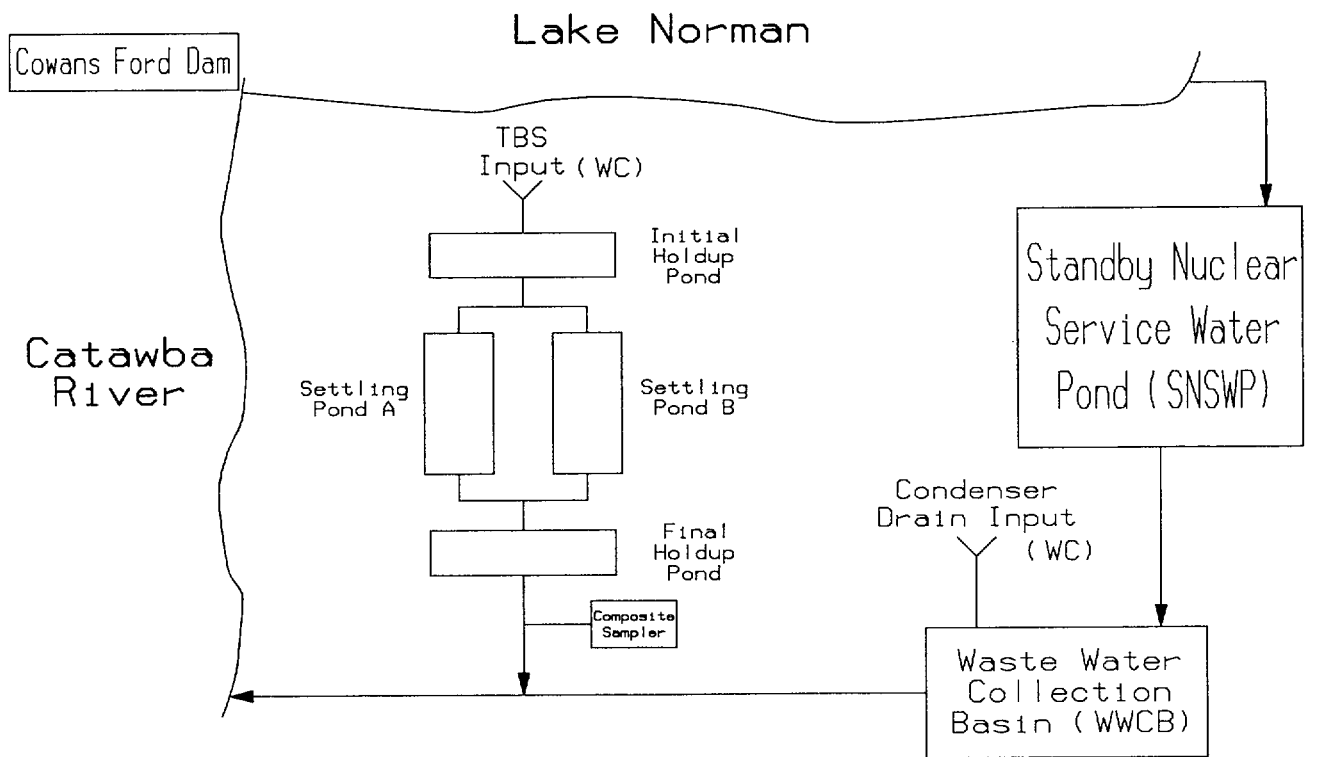 Lake Norman
Cowans Ford Dam
TBS
Input (WC)
Initial
Holdup
Pond
Standby Nuclear
Service Water
Pond (SNSWP)
Catawba
River
Settling
Pond A
Settling
Pond B
Condenser
Drain Input
(WC)
Final
Holdup
Pond
Composite
Sampler
Waste Water
Collection
Basin (WWCB)